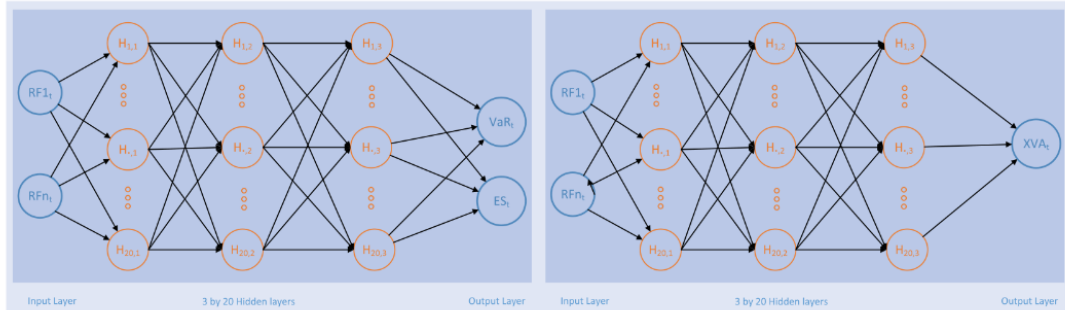 H1,1 H1,2 H1,3
RF1t
VaRt
H-,1 H-,2 H-,3
RFnt
ESt
H20,1 H20,2 H20,3
Input Layer 3 by 20 Hidden layers Output Layer
H1,1 H1,2 H1,3
RF1t
H-,1 H-,2 H-,3
XVAt
RFnt
H20,1 H20,2 H20,3
Input Layer 3 by 20 Hidden layers Output Layer